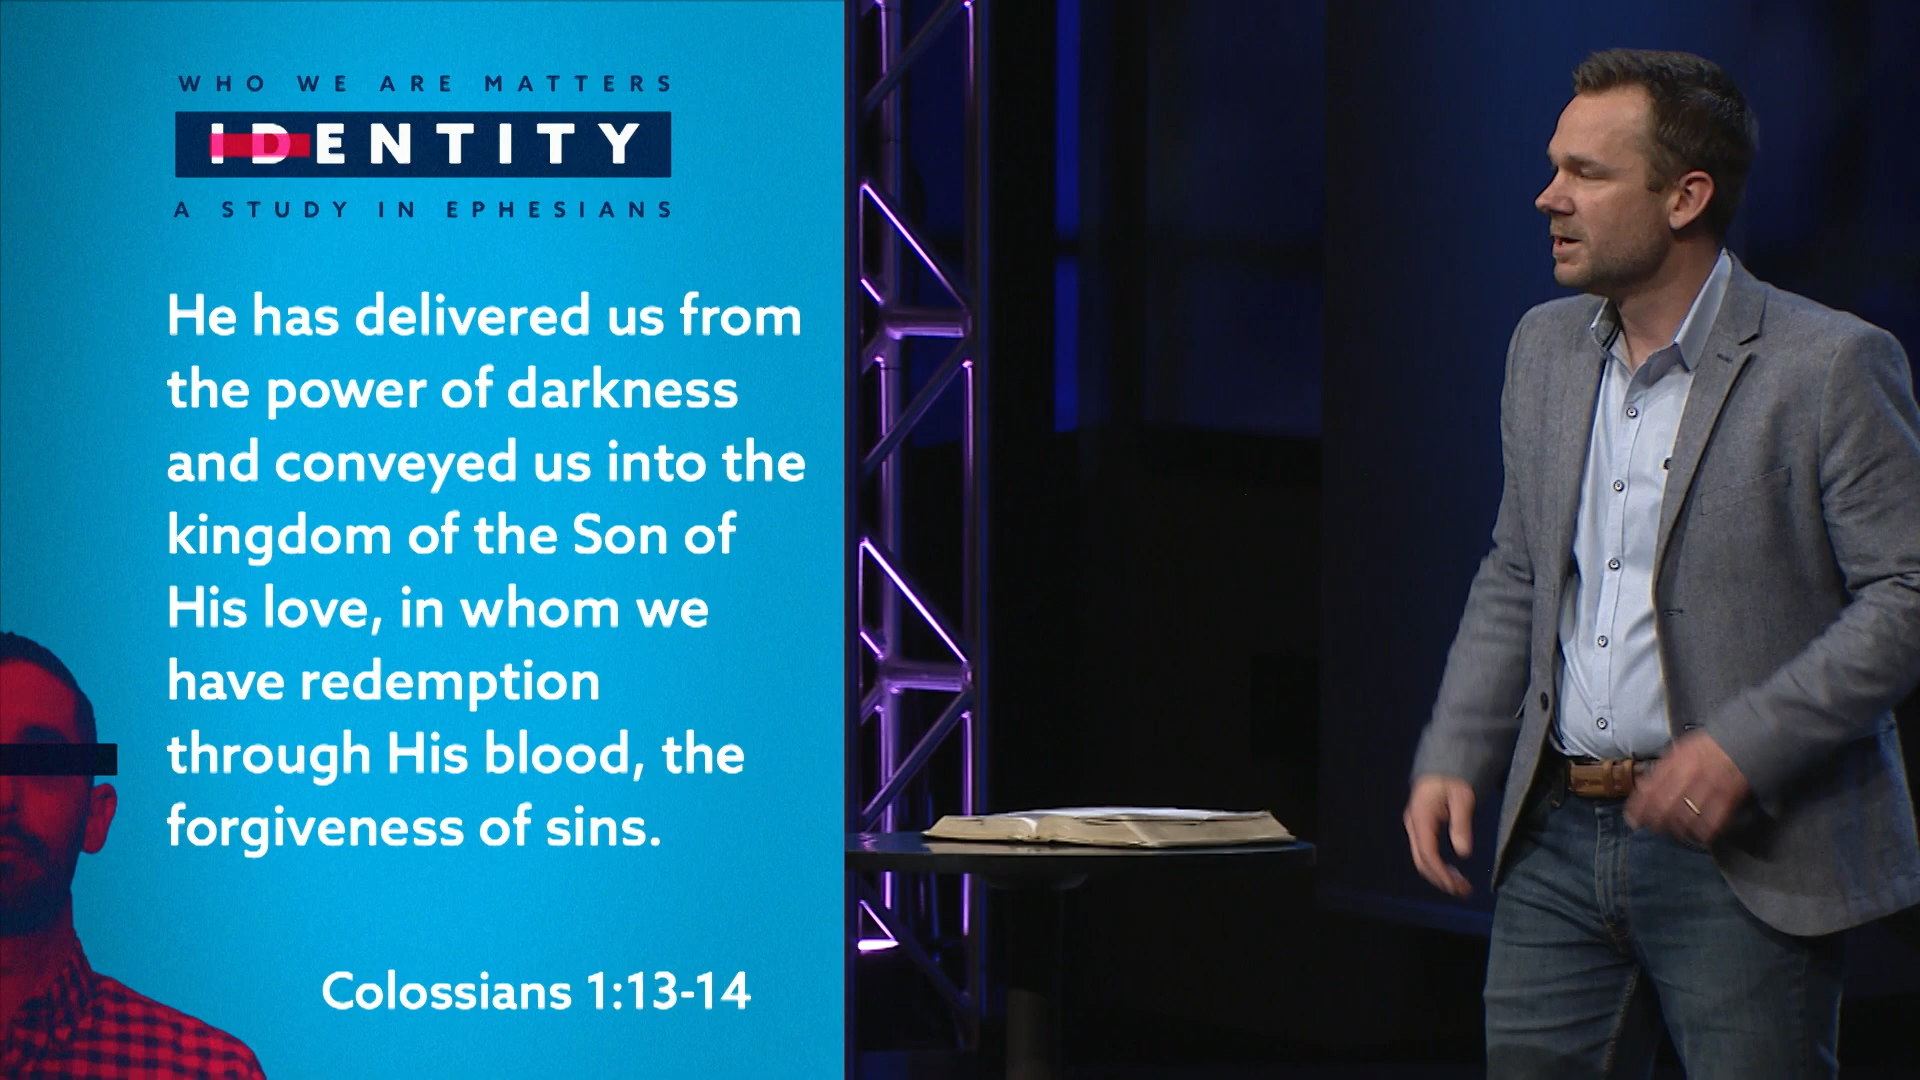 WHO WE ARE MATTERS
IDENTITY
A STUDY IN EPHESIANS
He has delivered us from
the power of darkness
and conveyed us into the
kingdom of the Son of
His love, in whom we
have redemption
through His blood, the
forgiveness of sins.
Colossians 1:13-14